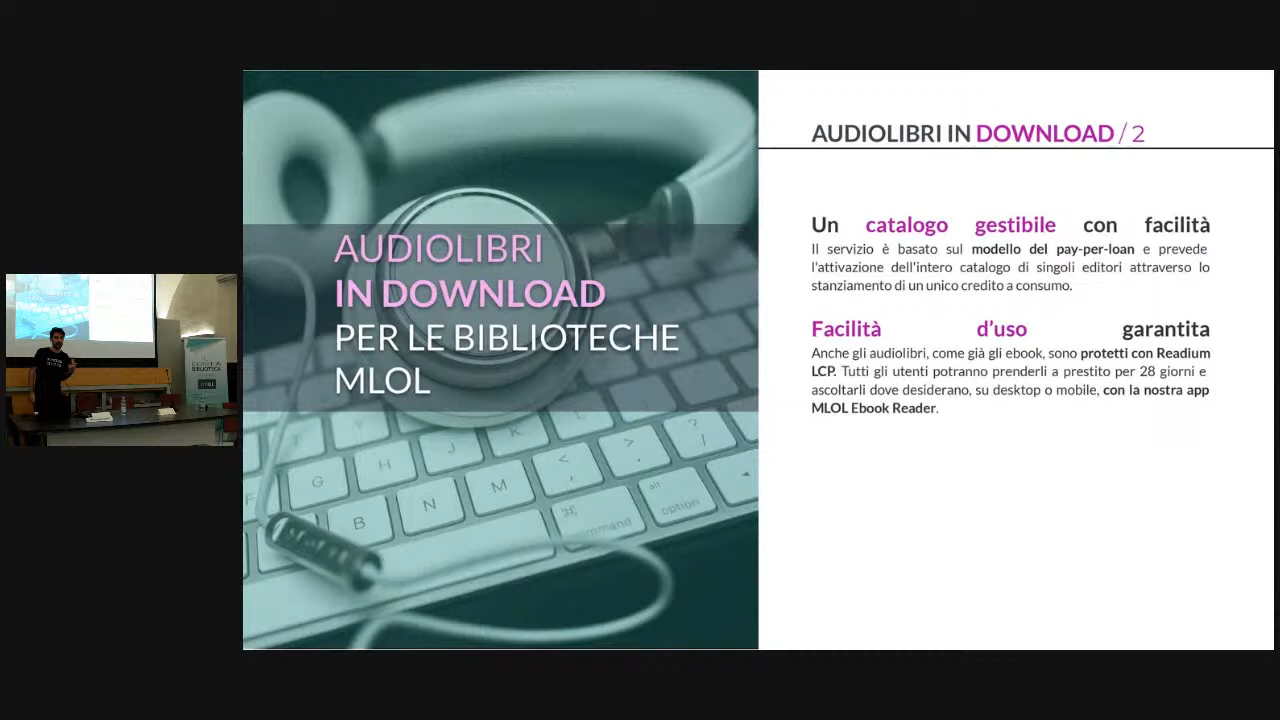 AUDIOLIBRI
IN DOWNLOAD
PER LE BIBLIOTECHE
MLOL
AUDIOLIBRI IN DOWNLOAD / 2
Un catalogo gestibile con facilità
Il servizio è basato sul modello del pay-per-loan e prevede
l'attivazione dell'intero catalogo di singoli editori attraverso lo
stanziamento di un unico credito a consumo.
Facilità d'uso garantita
Anche gli audiolibri, come già gli ebook, sono protetti con Readium
LCP. Tutti gli utenti potranno prenderli a prestito per 28 giorni e
ascoltarli dove desiderano, su desktop o mobile, con la nostra app
MLOL Ebook Reader.
G
H
J
K
L
B
N
M
<
,
>
.
?
/
alt
option
⌘
command
BIBLIOTECA